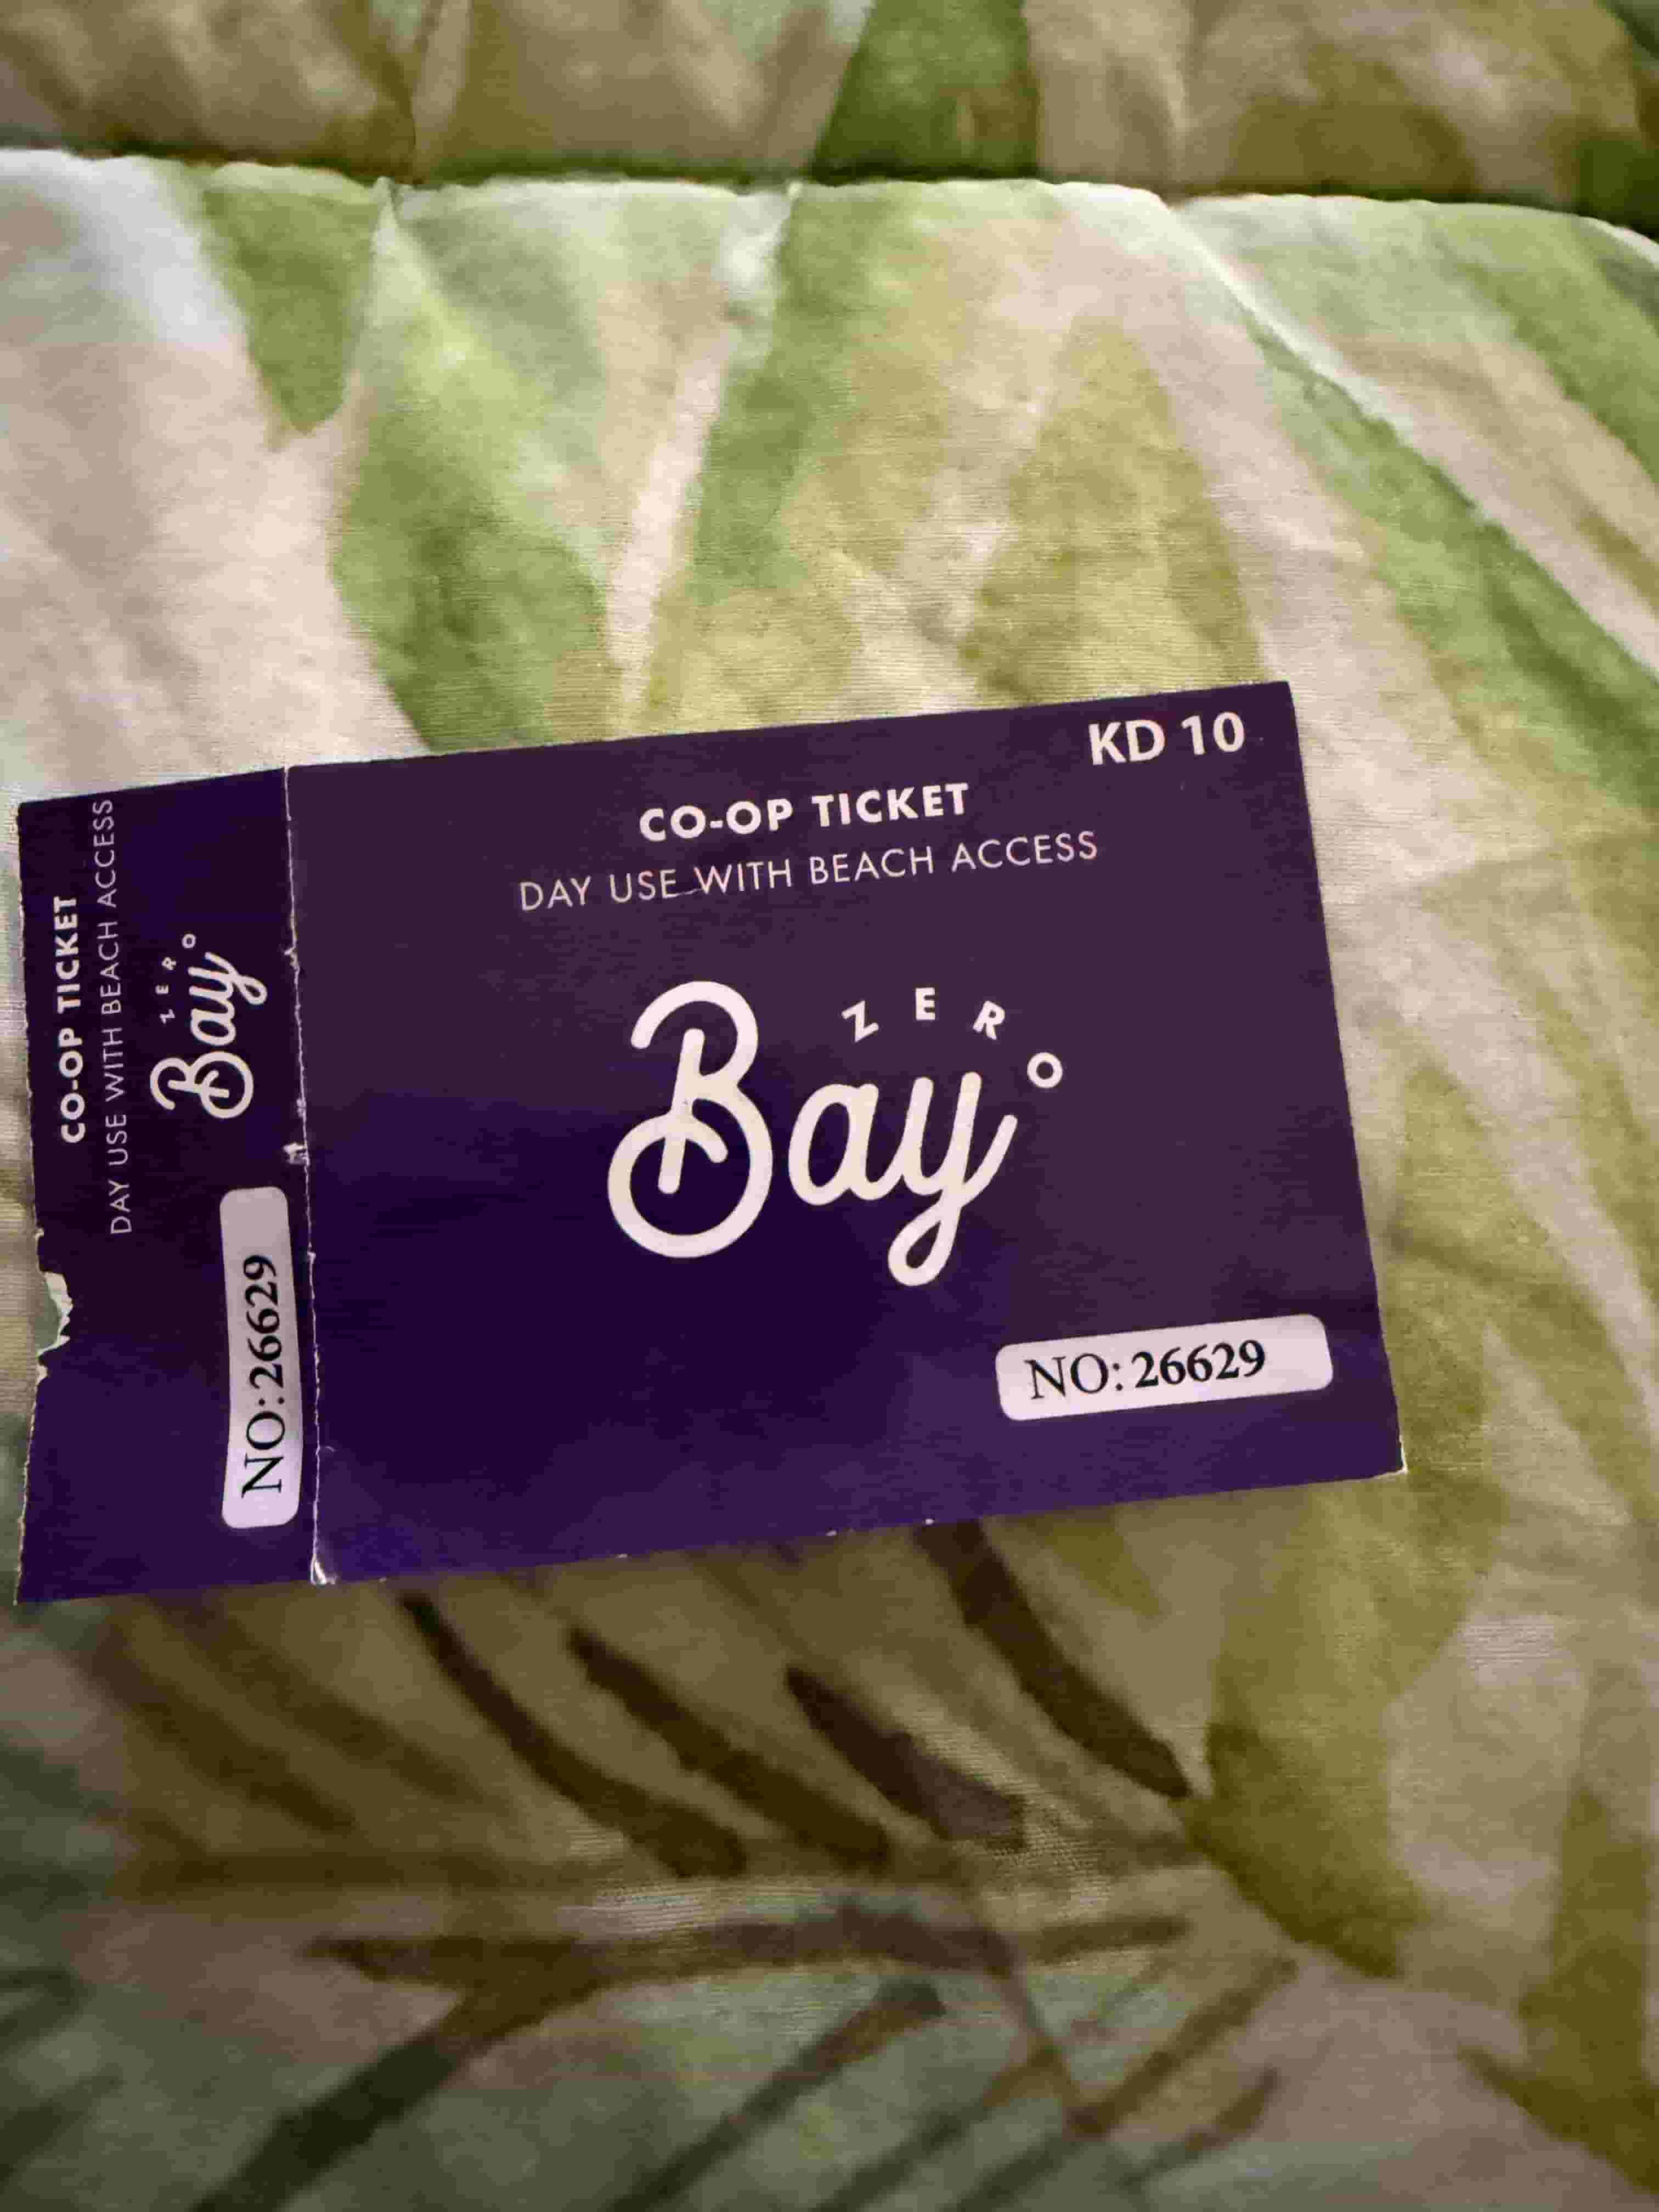 CO-OP TICKET
DAY USE WITH BEACH ACCESS
ZERO
Bay
NO:26629
KD 10
CO-OP TICKET
DAY USE WITH BEACH ACCESS
ZERO
Bay
NO:26629